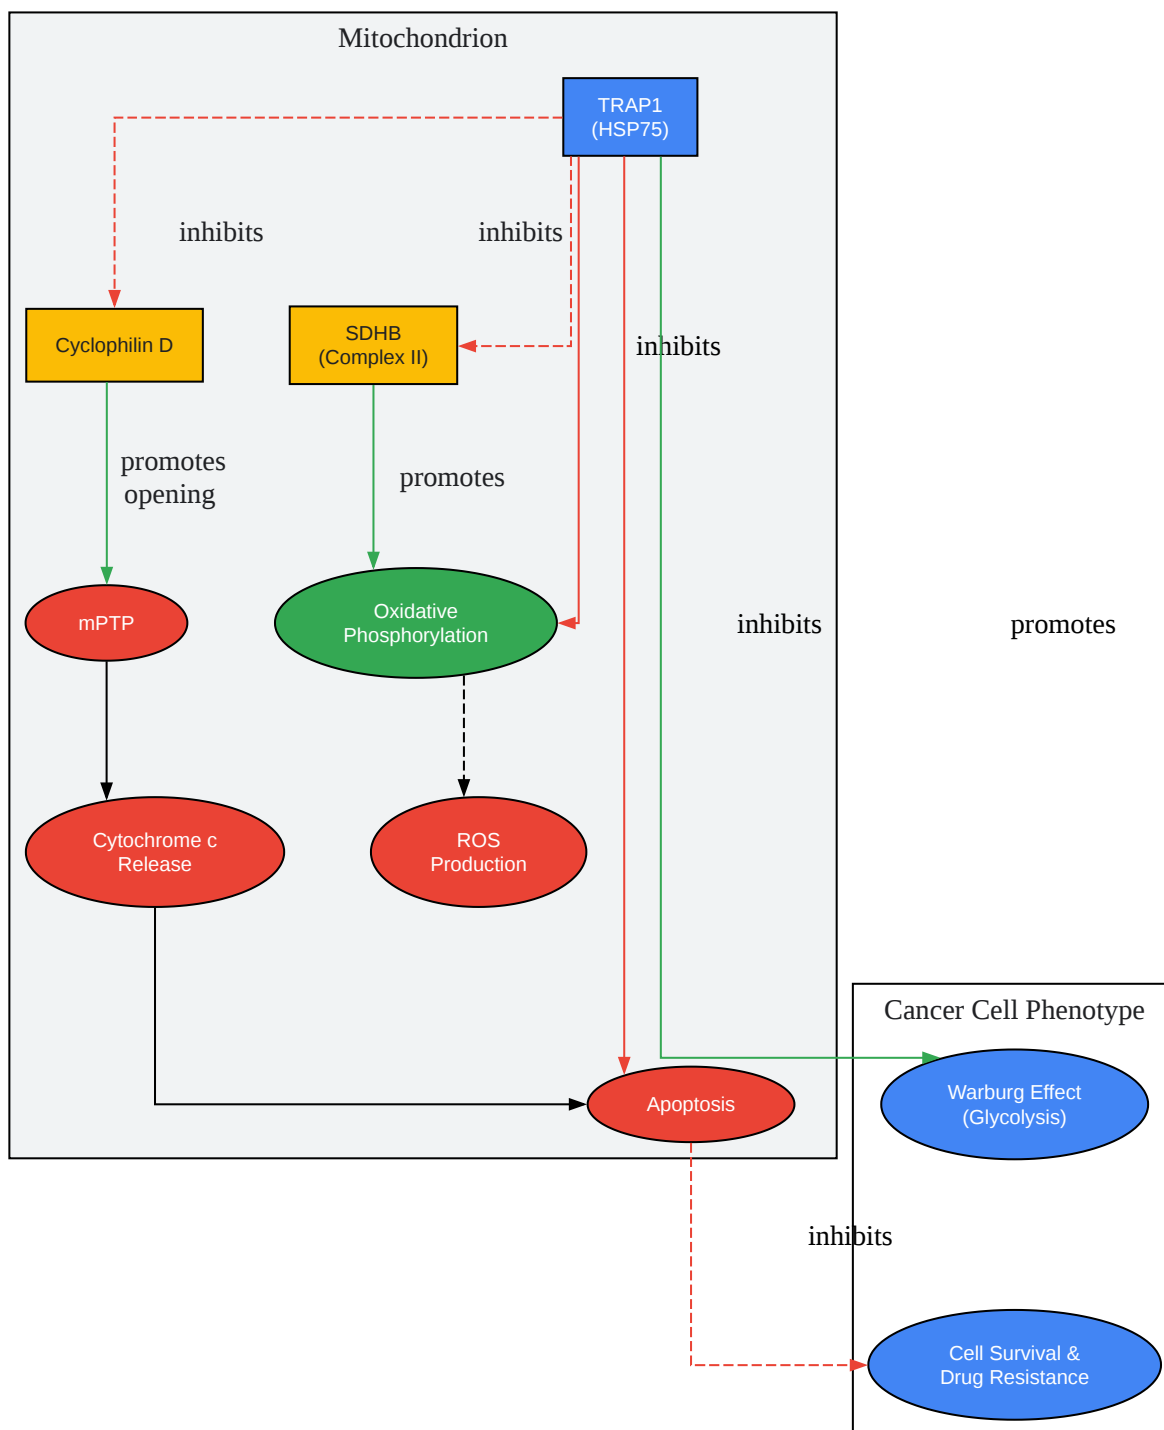 Mitochondrion
TRAP1
(HSP75)
inhibits
inhibits
Cyclophilin D
SDHB
(Complex II)
inhibits
promotes
opening
promotes
mPTP
Oxidative
Phosphorylation
inhibits
promotes
Cytochrome c
Release
ROS
Production
Cancer Cell Phenotype
Apoptosis
Warburg Effect
(Glycolysis)
inhibits
Cell Survival &
Drug Resistance